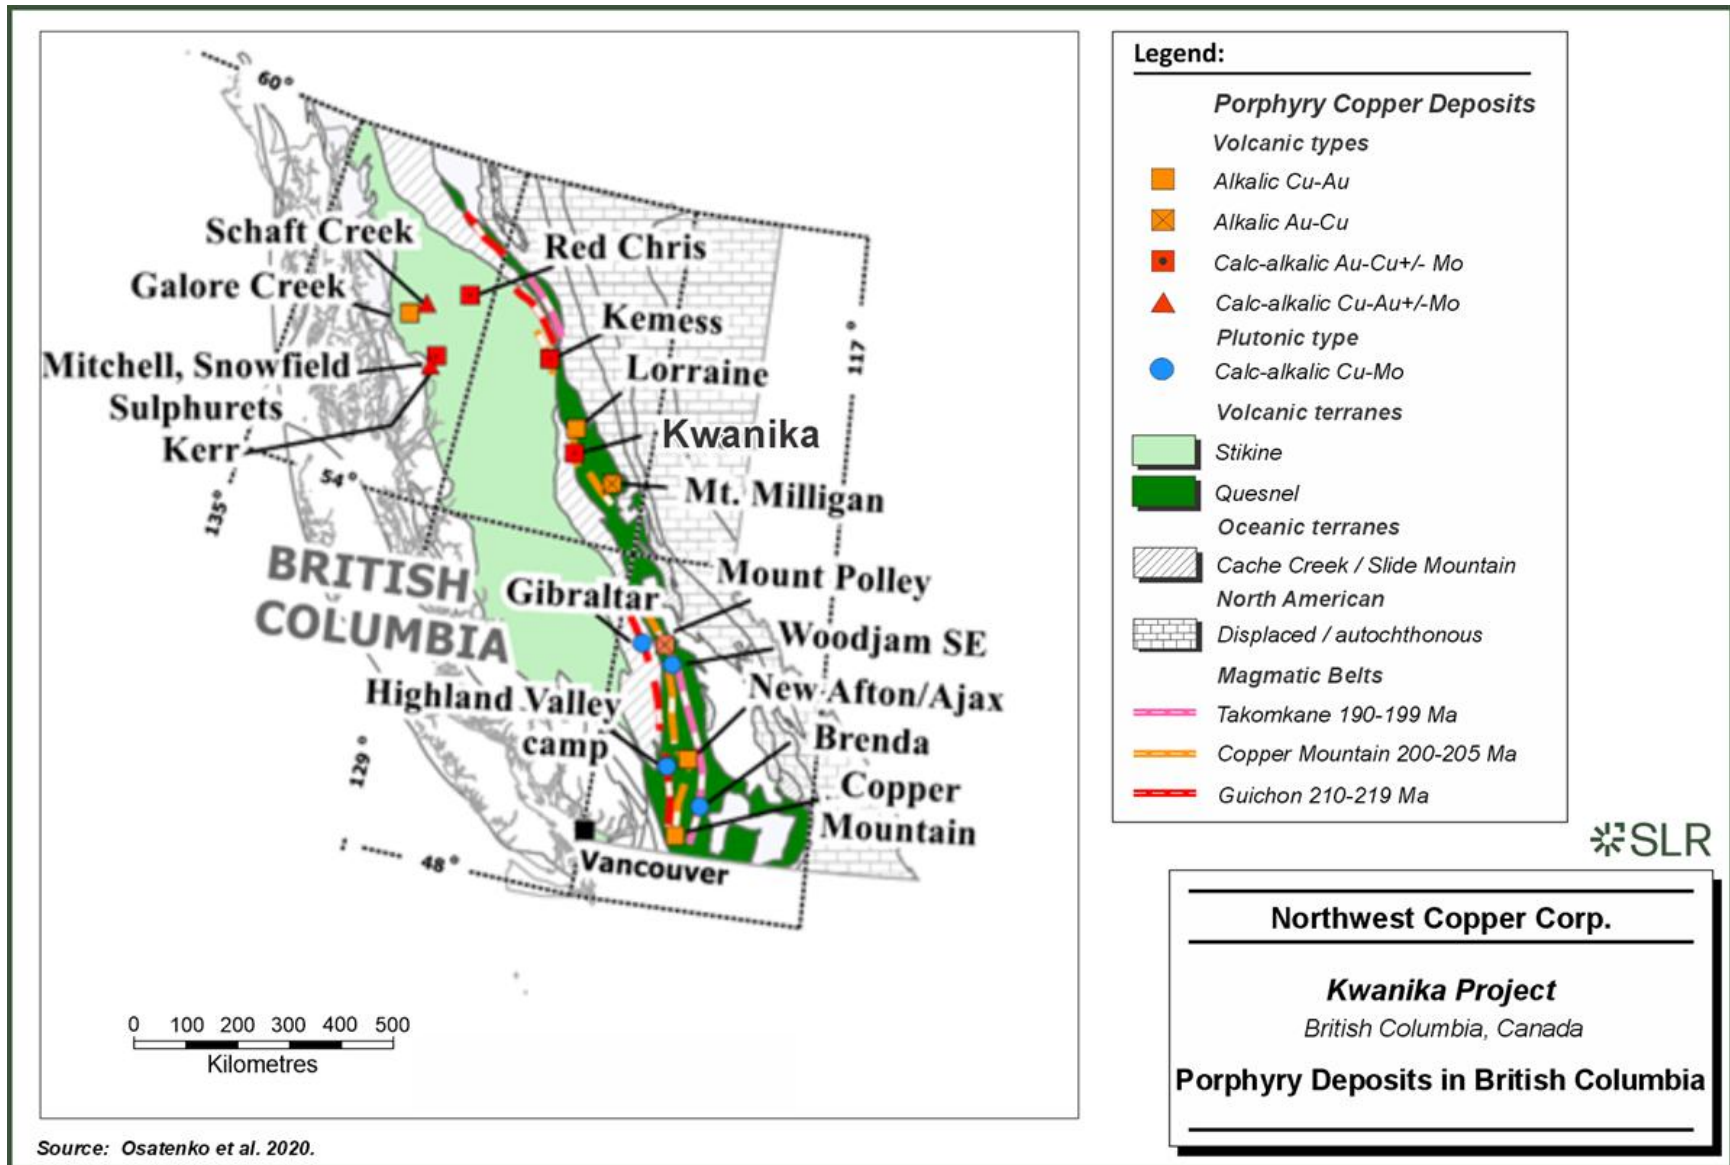 60°
Schaft Creek
Red Chris
Galore Creek
Kemess
117°
Mitchell, Snowfield
Lorraine
Sulphurets
Kwanika
Kerr
54°
Mt. Milligan
135°
BRITISH
COLUMBIA
Mount Polley
Gibraltar
Woodjam SE
Highland Valley
camp
New Afton/Ajax
Brenda
129°
Copper
Mountain
Vancouver
48°
0 100 200 300 400 500
Kilometres
Legend:
Porphyry Copper Deposits
Volcanic types
Alkalic Cu-Au
Alkalic Au-Cu
Calc-alkalic Au-Cu+/- Mo
Calc-alkalic Cu-Au+/-Mo
Plutonic type
Calc-alkalic Cu-Mo
Volcanic terranes
Stikine
Quesnel
Oceanic terranes
Cache Creek / Slide Mountain
North American
Displaced / autochthonous
Magmatic Belts
Takomkane 190-199 Ma
Copper Mountain 200-205 Ma
Guichon 210-219 Ma
SLR
Northwest Copper Corp.
Kwanika Project
British Columbia, Canada
Porphyry Deposits in British Columbia
Source: Osatenko et al. 2020.